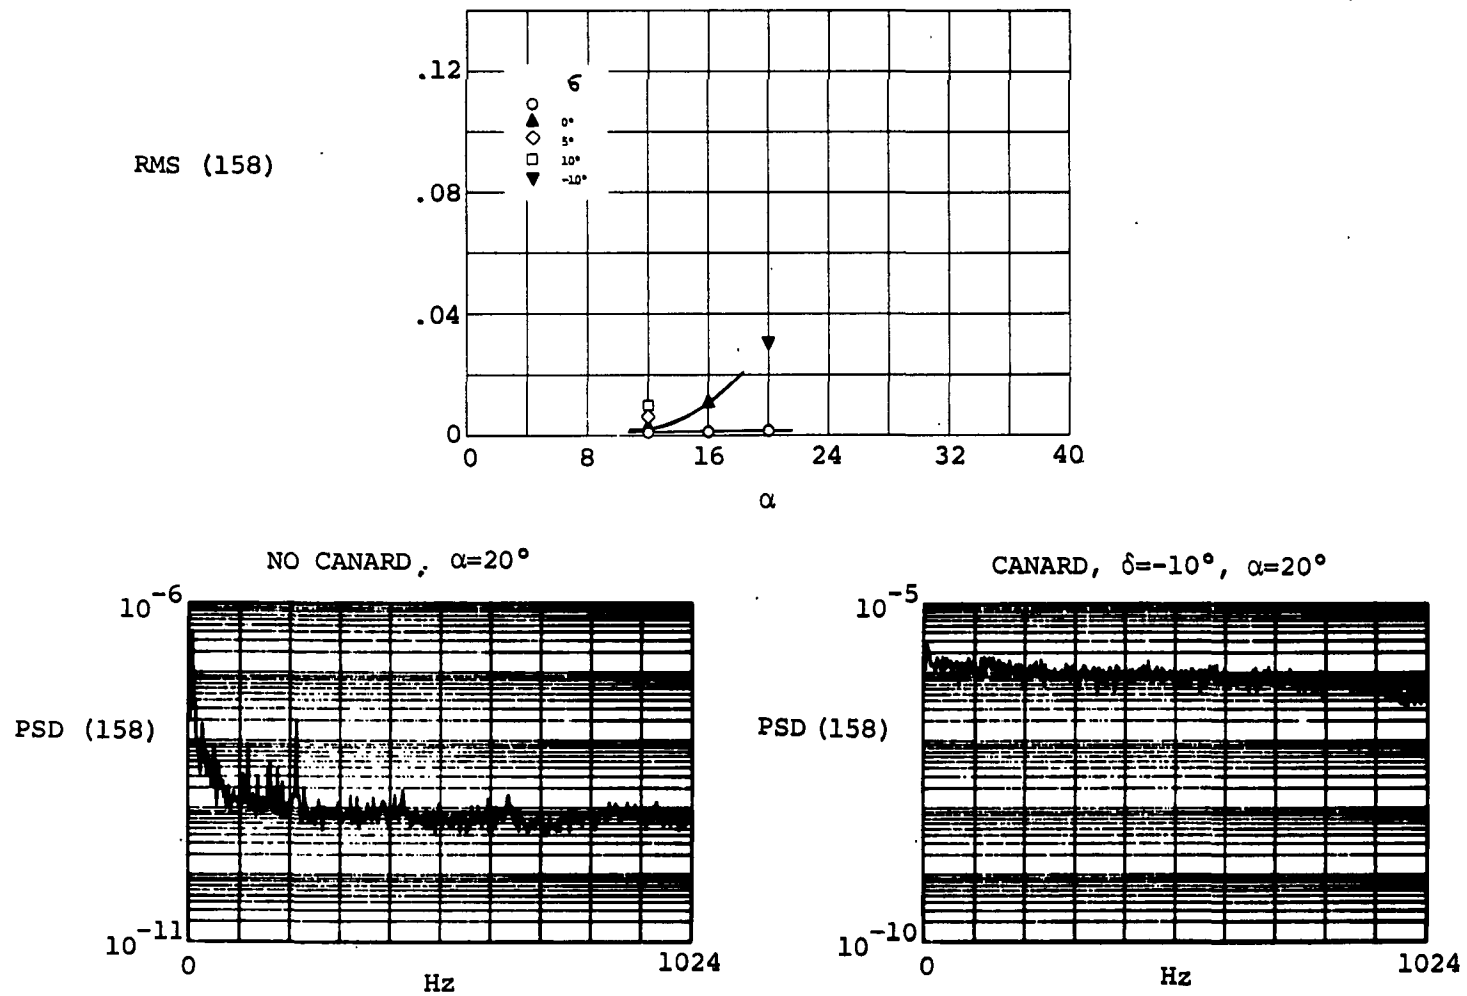 .12
RMS (158)
.08
.04
0
0 8 16 24 32 40
α
δ
0°
5°
10°
-10°
NO CANARD, α=20°
10-6
PSD (158)
10-11
0 1024
Hz
CANARD, δ=-10°, α=20°
10-5
PSD (158)
10-10
0 1024
Hz